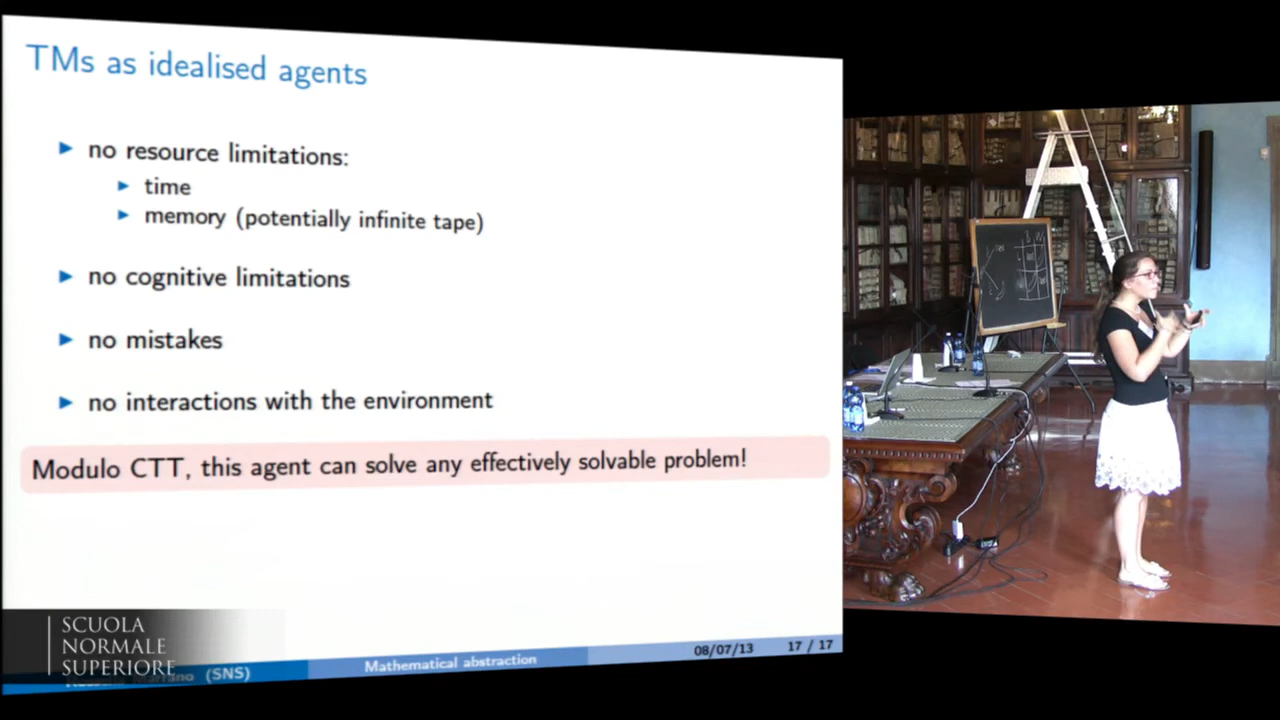 TMs as idealised agents
no resource limitations:
time
memory (potentially infinite tape)
no cognitive limitations
no mistakes
no interactions with the environment
Modulo CTT, this agent can solve any effectively solvable problem!
SCUOLA
NORMALE
SUPERIORE
(SNS)
Mathematical abstraction
08/07/13
17 / 17